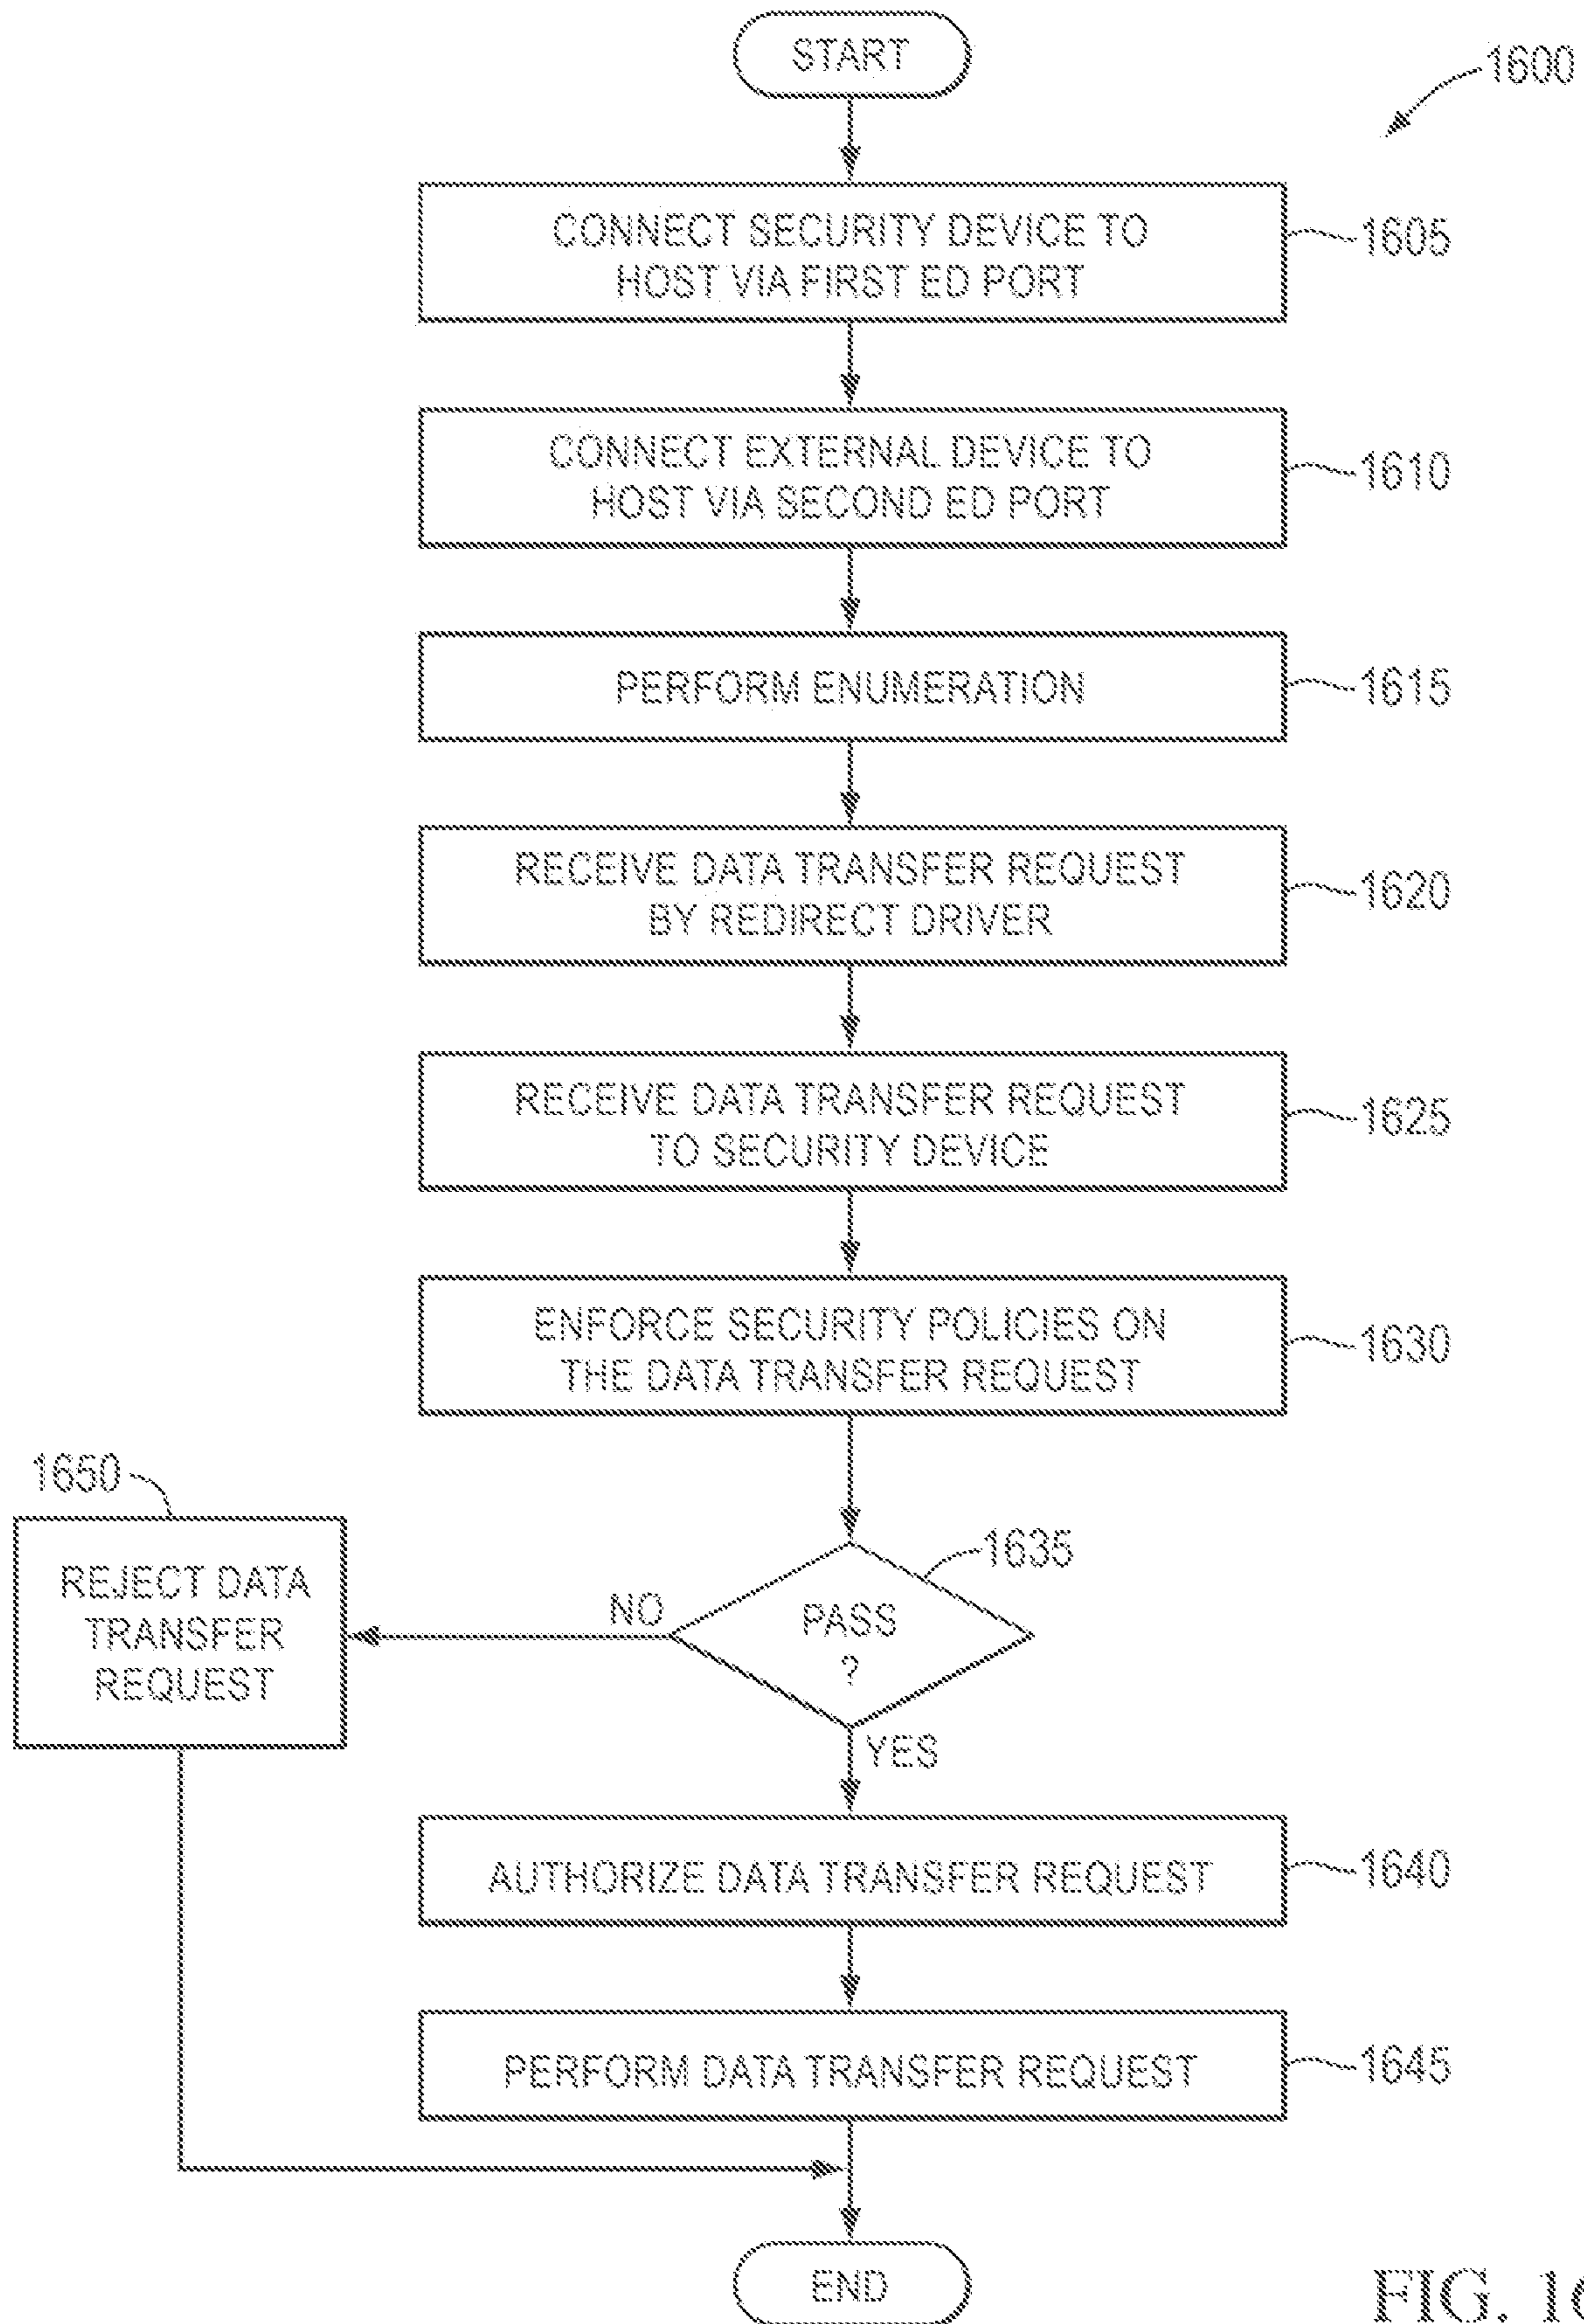 START
1600
CONNECT SECURITY DEVICE TO
HOST VIA FIRST ED PORT
1605
CONNECT EXTERNAL DEVICE TO
HOST VIA SECOND ED PORT
1610
PERFORM ENUMERATION
1615
RECEIVE DATA TRANSFER REQUEST
BY REDIRECT DRIVER
1620
RECEIVE DATA TRANSFER REQUEST
TO SECURITY DEVICE
1625
ENFORCE SECURITY POLICIES ON
THE DATA TRANSFER REQUEST
1630
1650
REJECT DATA
TRANSFER
REQUEST
NO
PASS
?
1635
YES
AUTHORIZE DATA TRANSFER REQUEST
1640
PERFORM DATA TRANSFER REQUEST
1645
END
FIG. 16